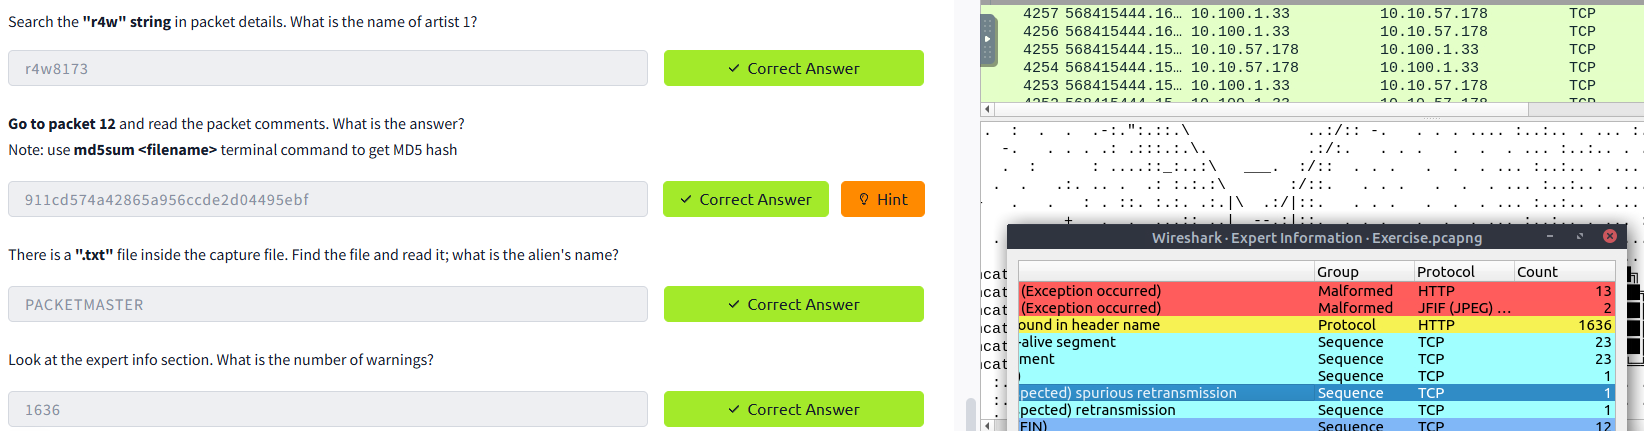 Search the "r4w" string in packet details. What is the name of artist 1?
r4w8173
Correct Answer
Go to packet 12 and read the packet comments. What is the answer?
Note: use md5sum <filename> terminal command to get MD5 hash
911cd574a42865a956ccde2d04495ebf
Correct Answer
Hint
There is a ".txt" file inside the capture file. Find the file and read it; what is the alien's name?
PACKETMASTER
Correct Answer
Look at the expert info section. What is the number of warnings?
1636
Correct Answer
4257 568415444.16… 10.100.1.33 10.10.57.178 TCP
4256 568415444.16… 10.100.1.33 10.10.57.178 TCP
4255 568415444.15… 10.10.57.178 10.100.1.33 TCP
4254 568415444.15… 10.10.57.178 10.100.1.33 TCP
4253 568415444.15… 10.100.1.33 10.10.57.178 TCP
Wireshark · Expert Information · Exercise.pcapng
Group Protocol Count
(Exception occurred) Malformed HTTP 13
(Exception occurred) Malformed JFIF (JPEG) … 2
ound in header name Protocol HTTP 1636
-alive segment Sequence TCP 23
ment Sequence TCP 23
) Sequence TCP 1
pected) spurious retransmission Sequence TCP 1
pected) retransmission Sequence TCP 1
FIN) Sequence TCP 12